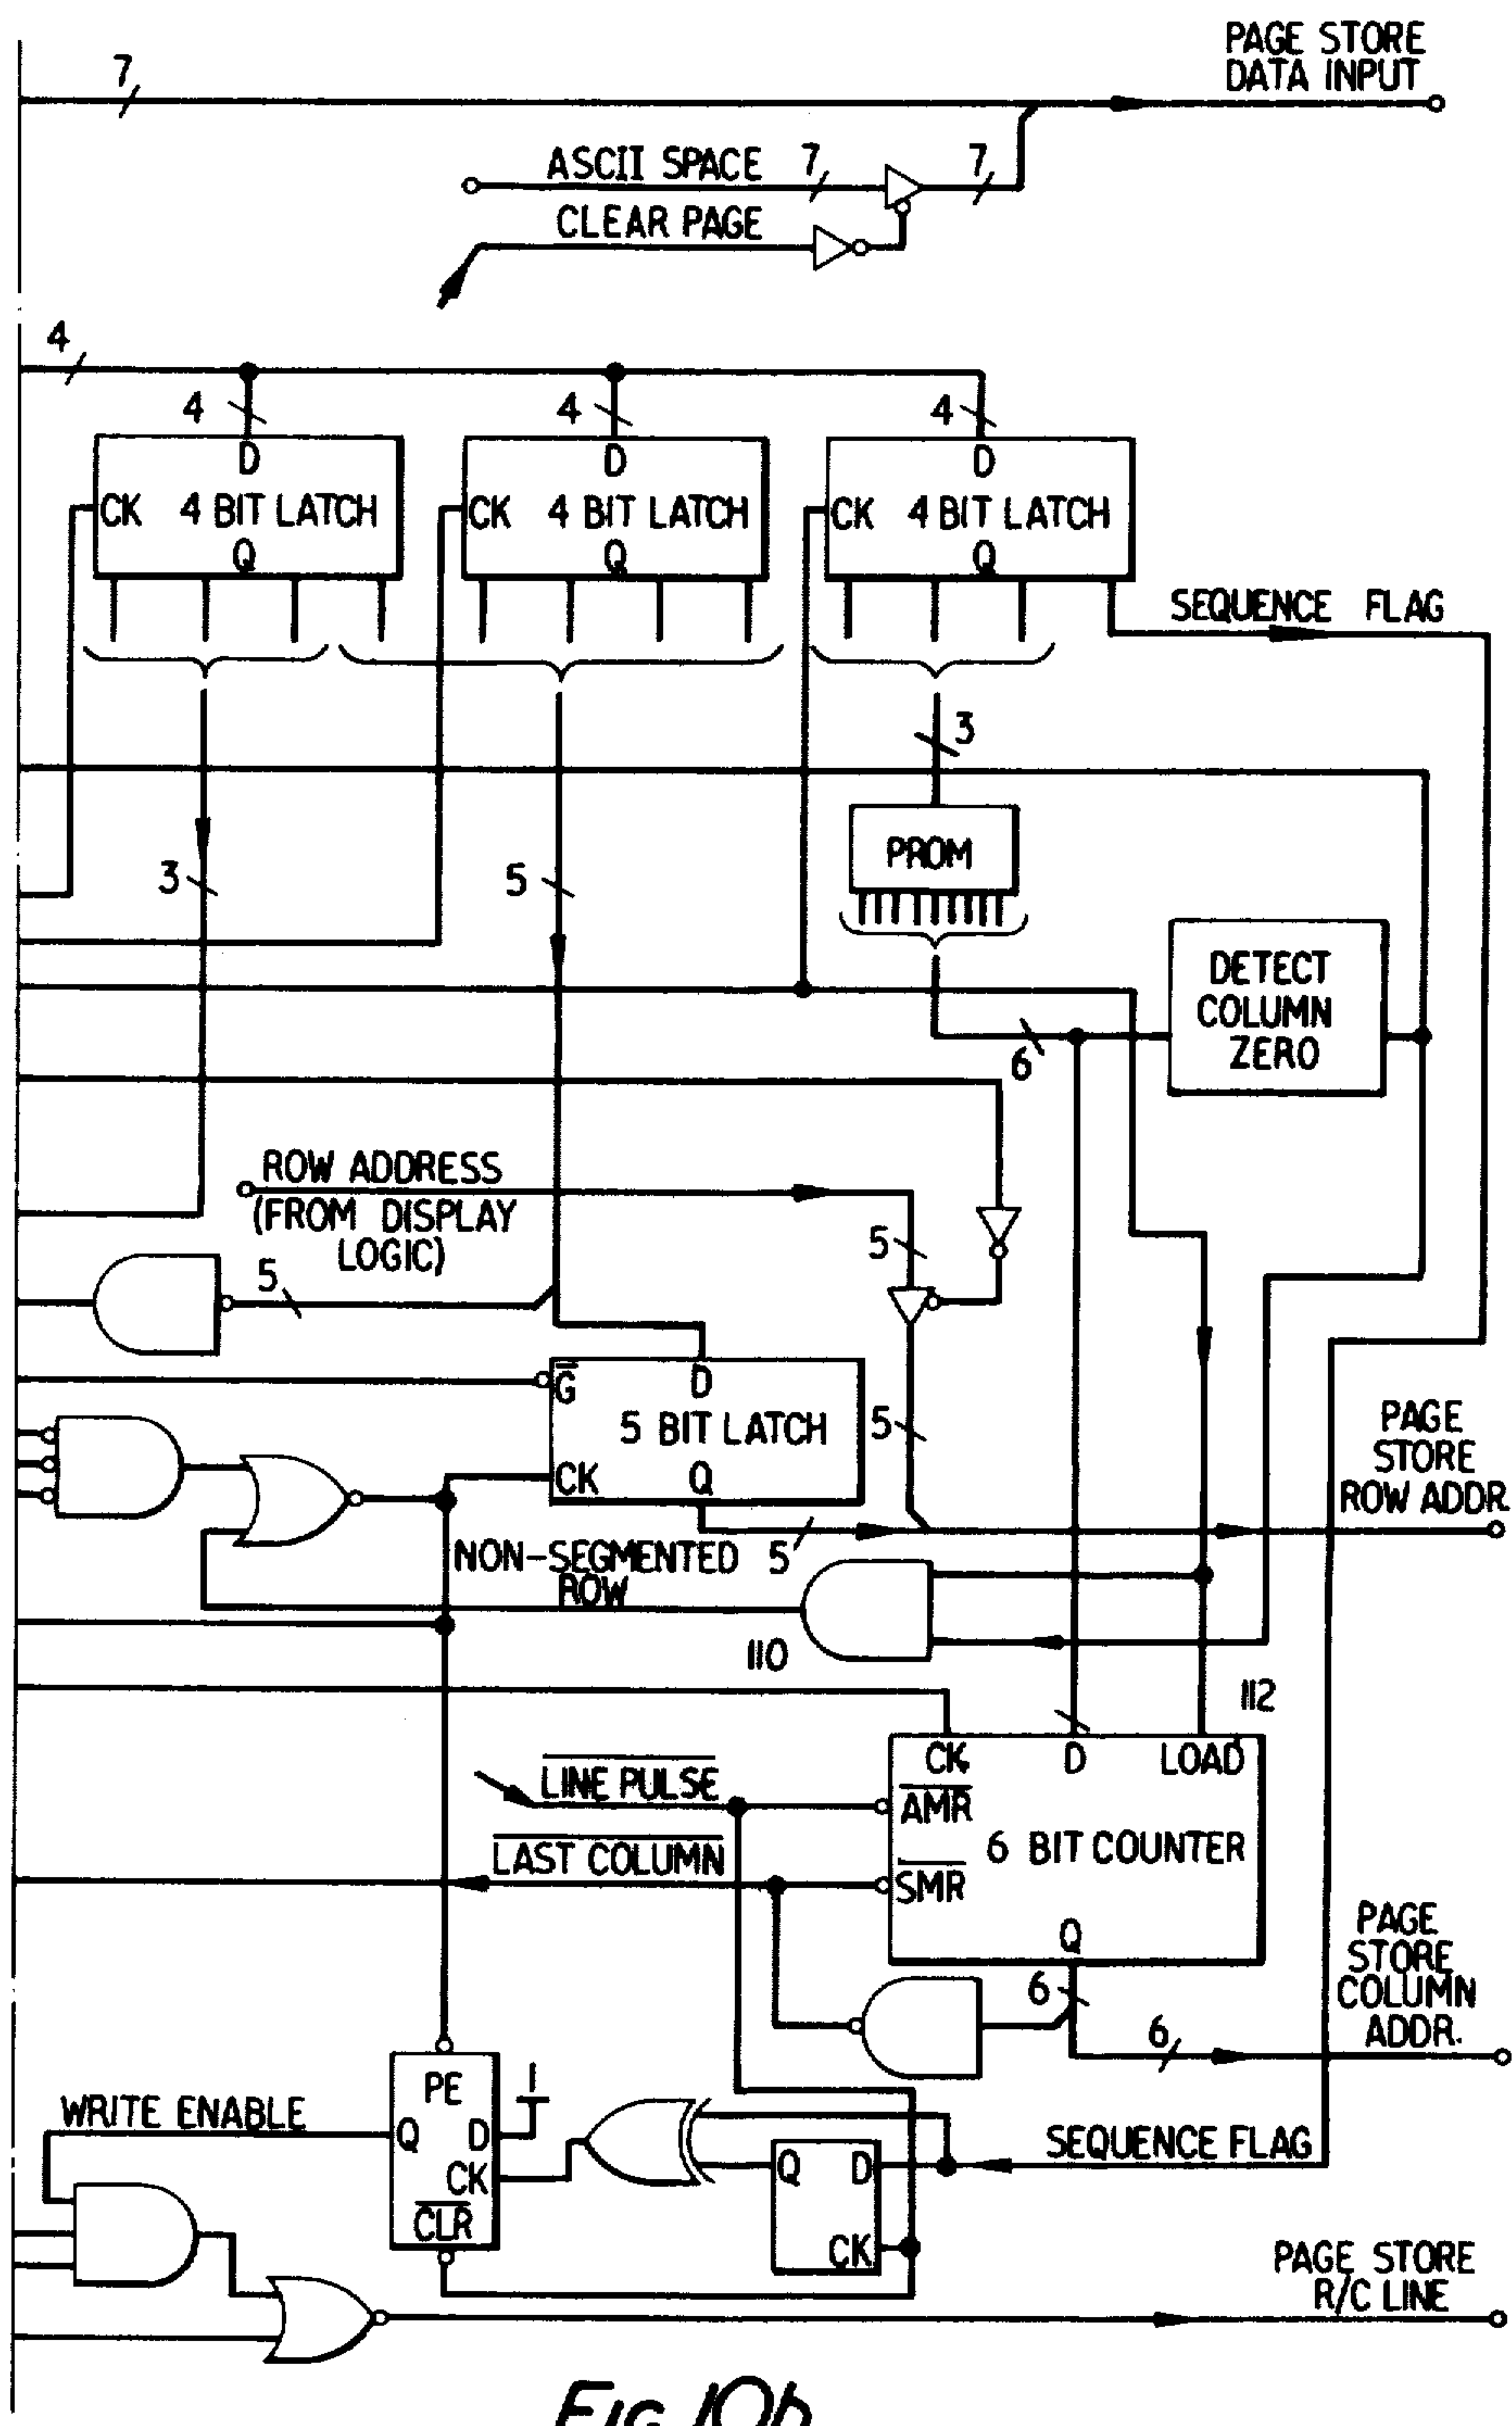 PAGE STORE
DATA INPUT
7
ASCII SPACE
7
7
CLEAR PAGE
4
4
4
4
D
D
D
CK 4 BIT LATCH
CK 4 BIT LATCH
CK 4 BIT LATCH
Q
Q
Q
SEQUENCE FLAG
3
PROM
3
5
DETECT
COLUMN
ZERO
6
ROW ADDRESS
(FROM DISPLAY
LOGIC)
5
5
G
D
5 BIT LATCH
CK
Q
5
PAGE
STORE
ROW ADDR.
NON-SEGMENTED
ROW
5
110
112
CK
D
LOAD
LINE PULSE
AMR
6 BIT COUNTER
LAST COLUMN
SMR
Q
PAGE
STORE
COLUMN
ADDR.
6
6
PE
1
WRITE ENABLE
Q
D
CK
CLR
Q
D
CK
SEQUENCE FLAG
PAGE STORE
R/C LINE
FIG 10b